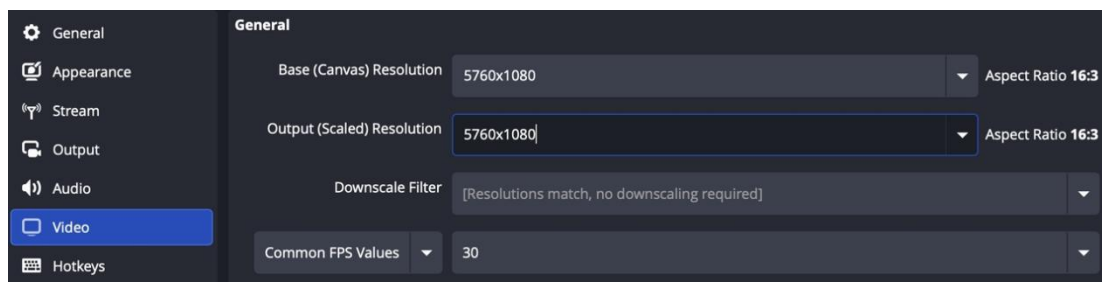 General
Appearance
Stream
Output
Audio
Video
Hotkeys
General
Base (Canvas) Resolution 5760x1080 Aspect Ratio 16:3
Output (Scaled) Resolution 5760x1080 Aspect Ratio 16:3
Downscale Filter [Resolutions match, no downscaling required]
Common FPS Values 30